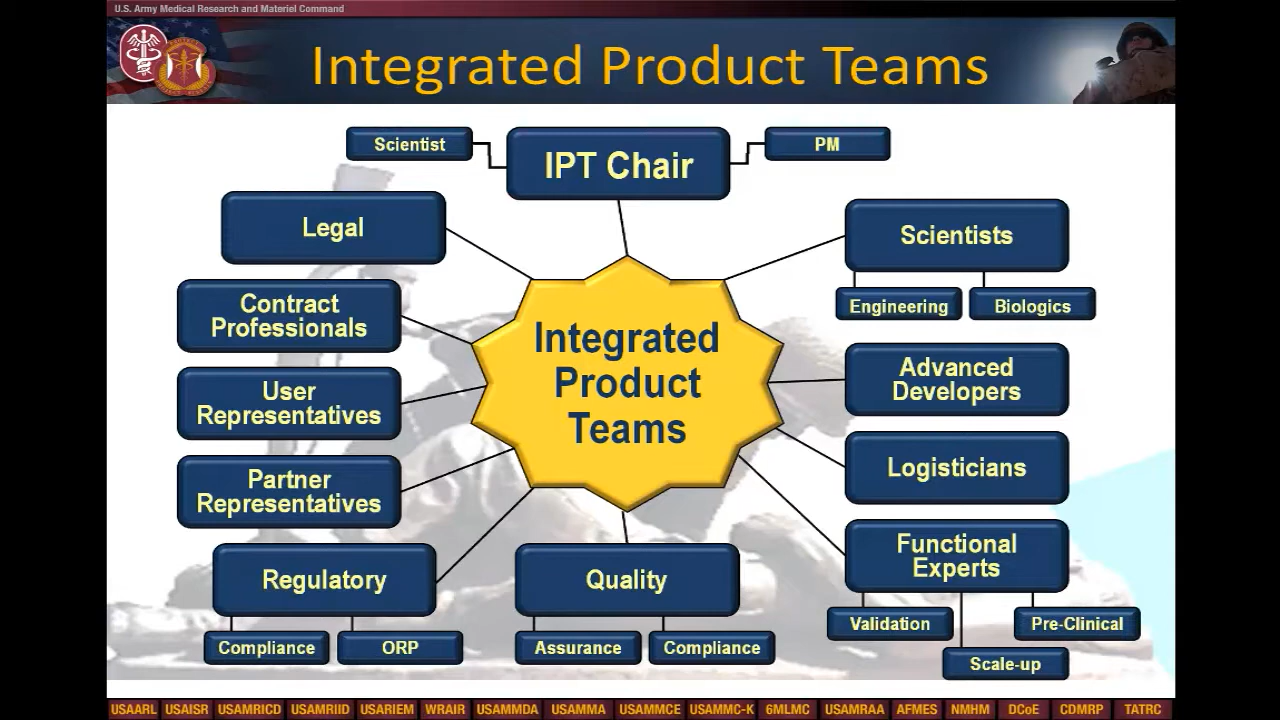 U.S. Army Medical Research and Materiel Command
Integrated Product Teams
Scientist
IPT Chair
PM
Legal
Scientists
Engineering
Biologics
Contract
Professionals
Integrated
Product
Teams
User
Representatives
Advanced
Developers
Partner
Representatives
Logisticians
Regulatory
Compliance
ORP
Quality
Assurance
Compliance
Functional
Experts
Validation
Pre-Clinical
Scale-up
USAARL USAISR USAMRICD USAMRIID USARIEM WRAIR USAMMDA USAMMA USAMMCE USAMMC-K 6MLMC USAMRAA AFMES NMHM DCoE CDMRP TATRC